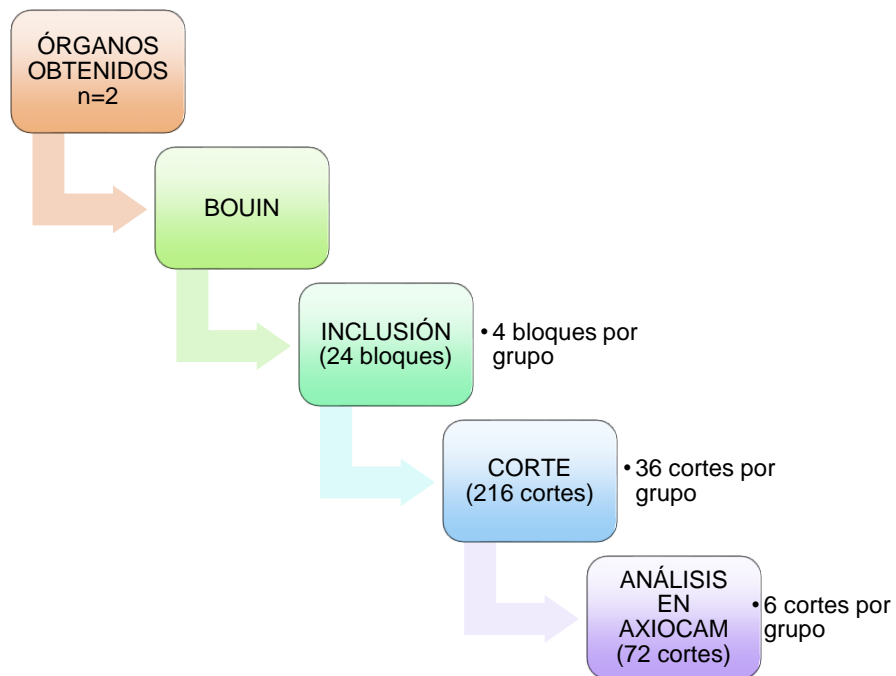 ÓRGANOS
OBTENIDOS
n=2
BOUIN
INCLUSIÓN
(24 bloques)
• 4 bloques por
grupo
CORTE
(216 cortes)
• 36 cortes por
grupo
ANÁLISIS
EN
AXIOCAM
(72 cortes)
• 6 cortes por
grupo